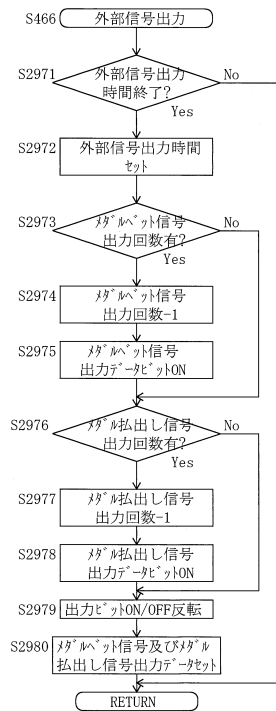 S466 外部信号出力
S2971 外部信号出力
時間終了?
No
Yes
S2972 外部信号出力時間
セット
S2973 メダルベット信号
出力回数有?
No
Yes
S2974 メダルベット信号
出力回数-1
S2975 メダルベット信号
出力データビットON
S2976 メダル払出し信号
出力回数有?
No
Yes
S2977 メダル払出し信号
出力回数-1
S2978 メダル払出し信号
出力データビットON
S2979 出力ビットON/OFF反転
S2980 メダルベット信号及びメダル
払出し信号出力データセット
RETURN